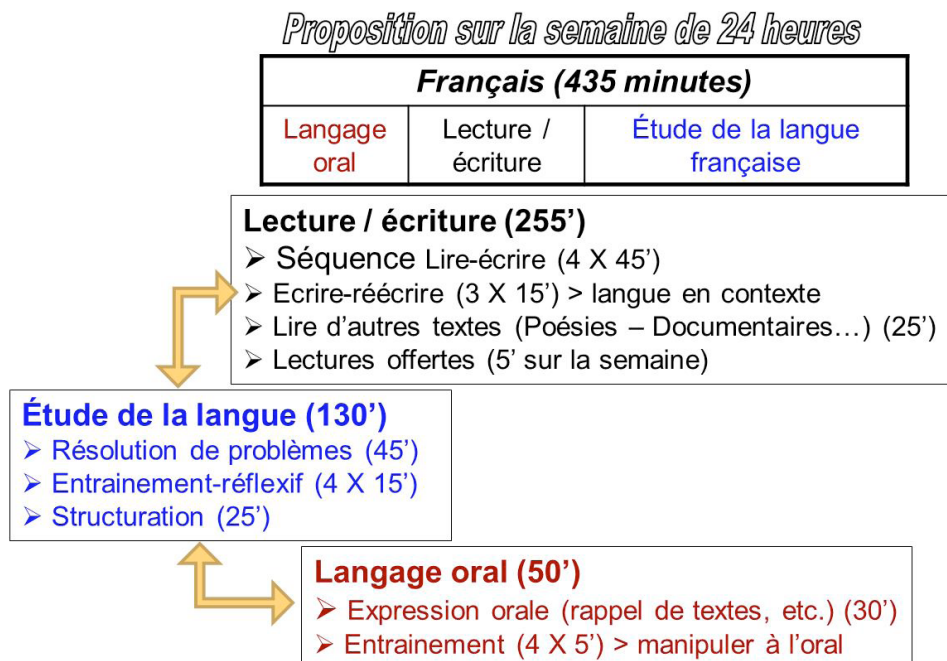 Proposition sur la semaine de 24 heures
Français (435 minutes)
Langage oral
Lecture / écriture
Étude de la langue française
Lecture / écriture (255’)
➢ Séquence Lire-écrire (4 X 45’)
➢ Ecrire-réécrire (3 X 15’) > langue en contexte
➢ Lire d’autres textes (Poésies – Documentaires…) (25’)
➢ Lectures offertes (5’ sur la semaine)
Étude de la langue (130’)
➢ Résolution de problèmes (45’)
➢ Entrainement-réflexif (4 X 15’)
➢ Structuration (25’)
Langage oral (50’)
➢ Expression orale (rappel de textes, etc.) (30’)
➢ Entrainement (4 X 5’) > manipuler à l’oral